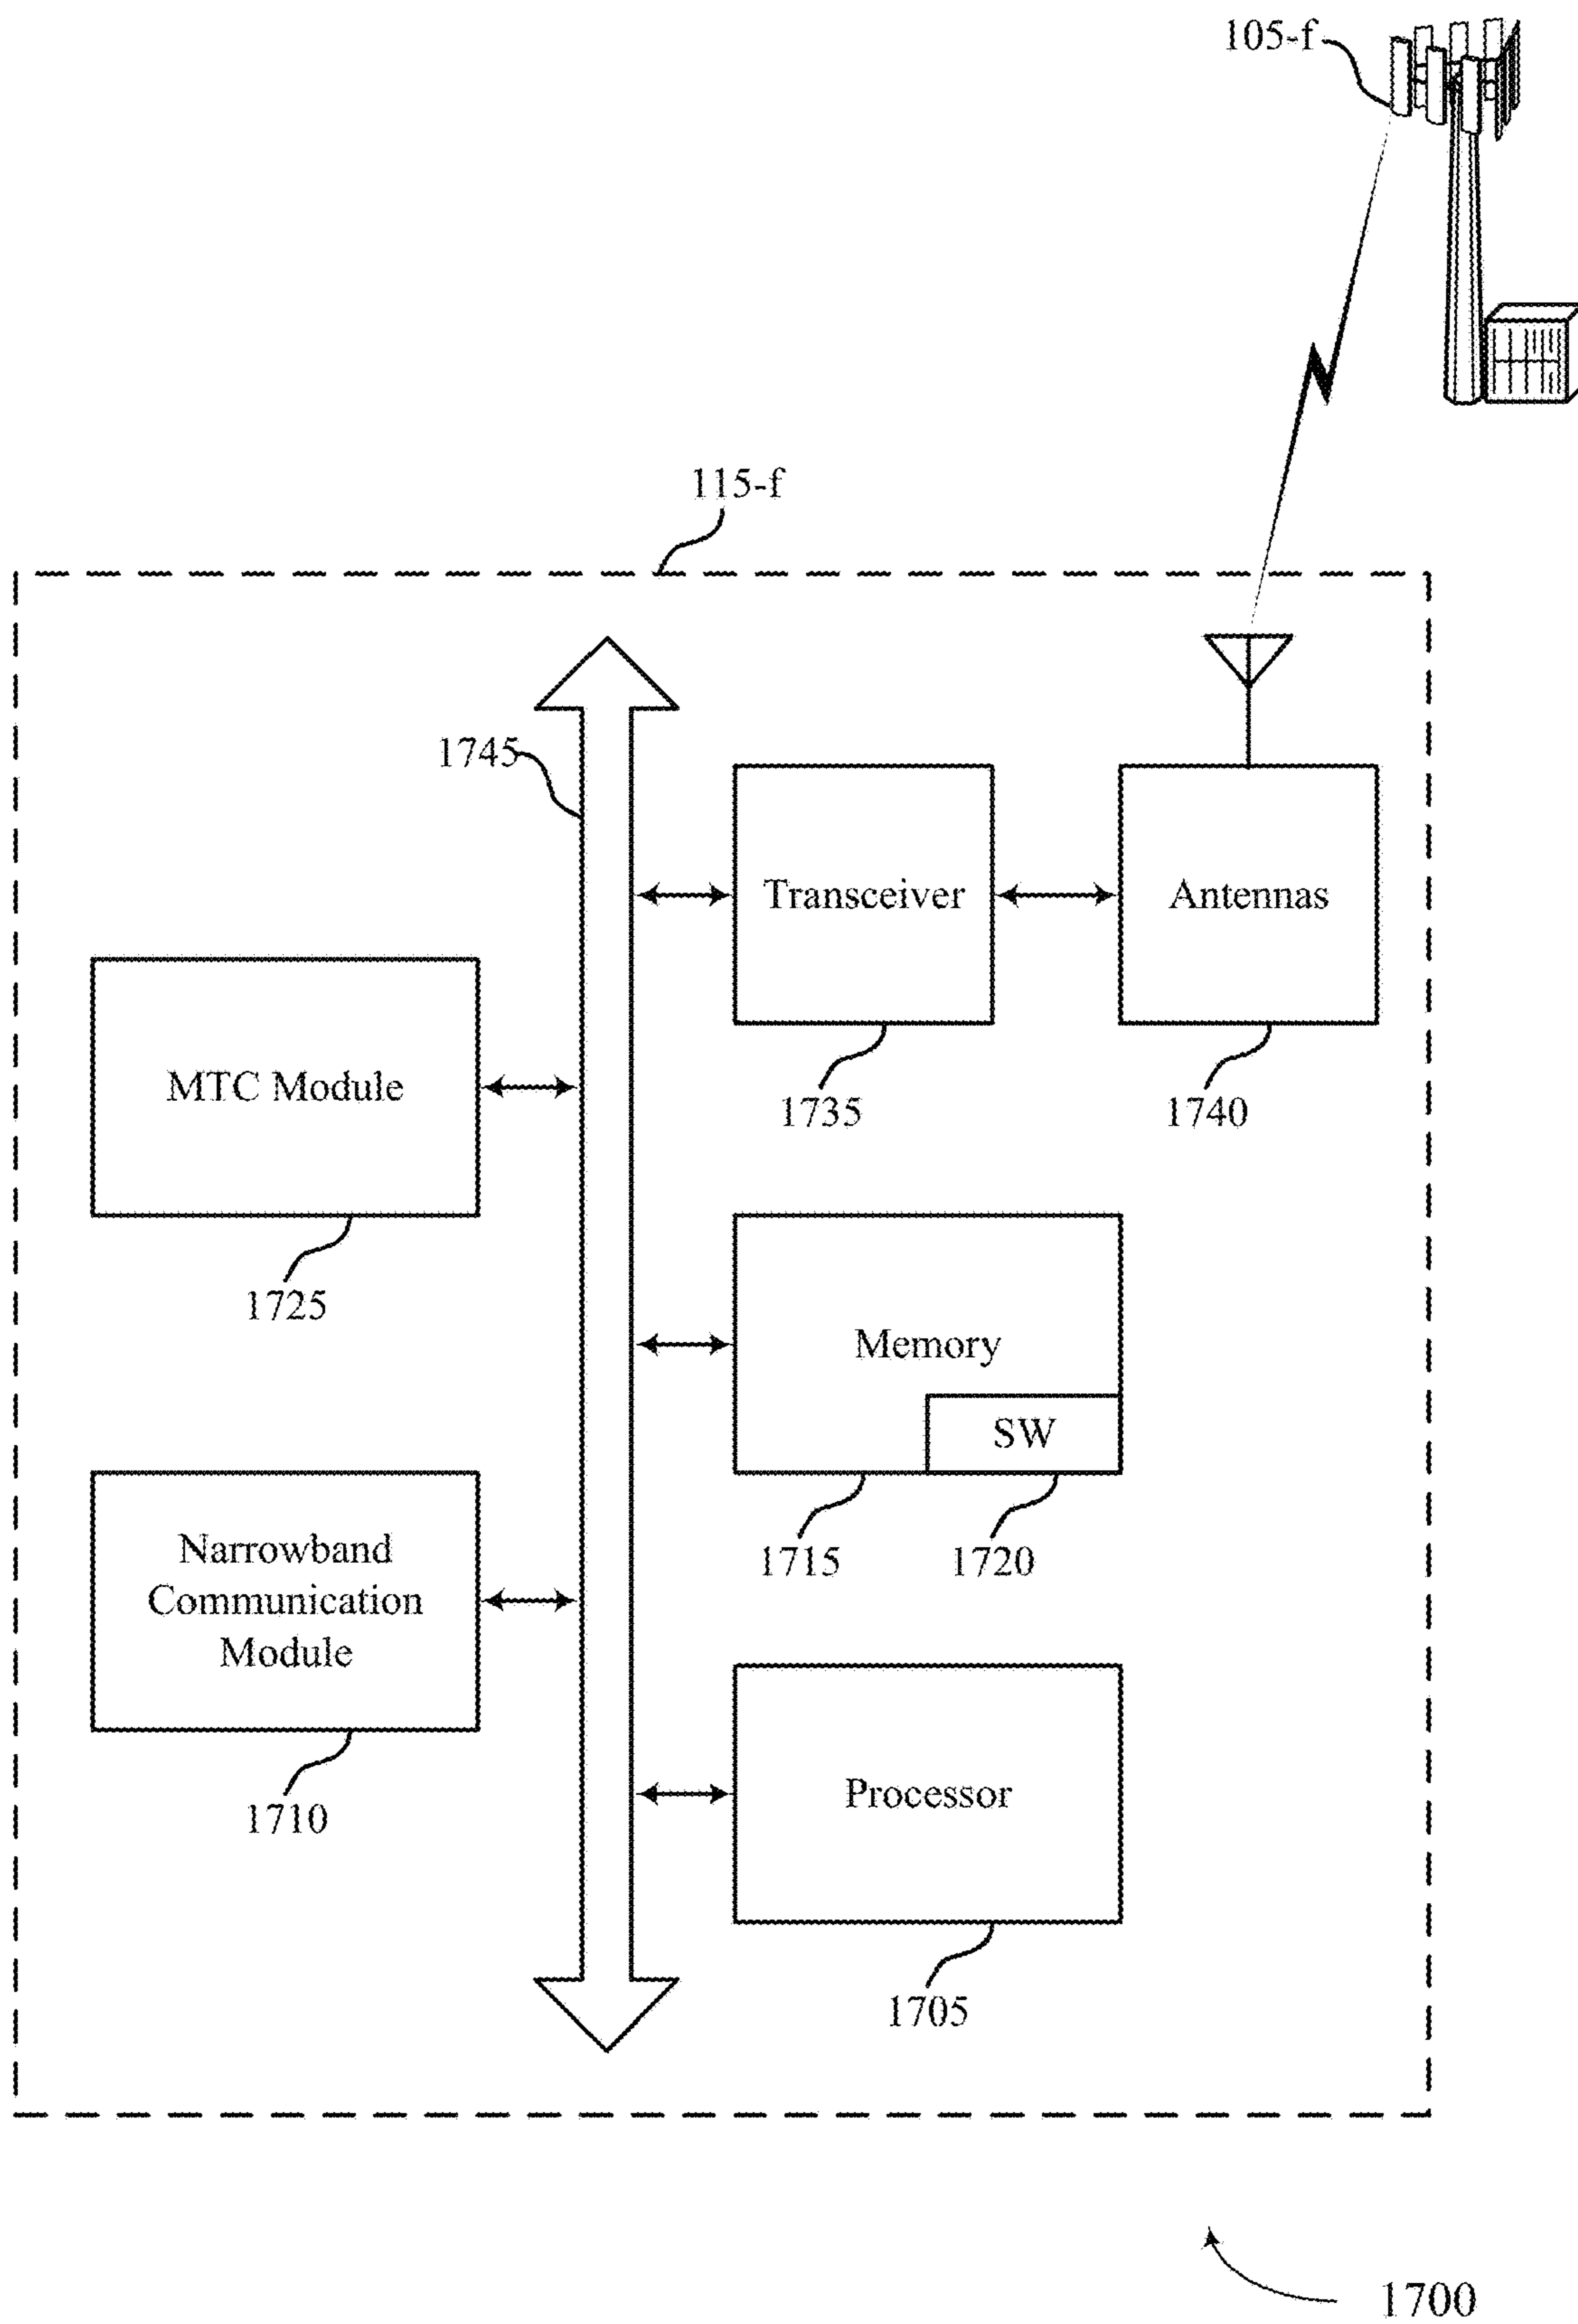 105-f
115-f
1745
Transceiver
Antennas
MTC Module
1735
1740
1725
Memory
SW
Narrowband
Communication
Module
1715
1720
Processor
1710
1705
1700